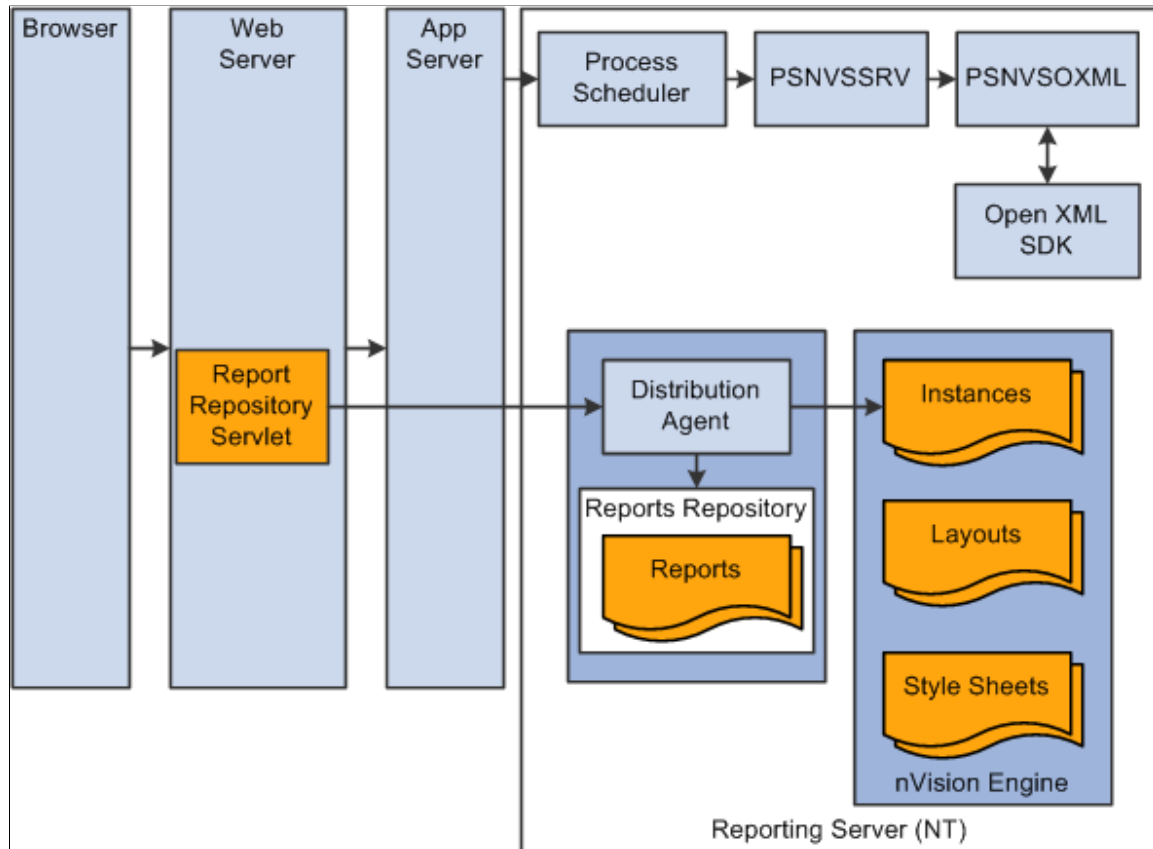 Browser
Web
Server
App
Server
Process
Scheduler
PSNVSSRV
PSNVSOXML
Open XML
SDK
Report
Repository
Servlet
Distribution
Agent
Reports Repository
Reports
Instances
Layouts
Style Sheets
nVision Engine
Reporting Server (NT)